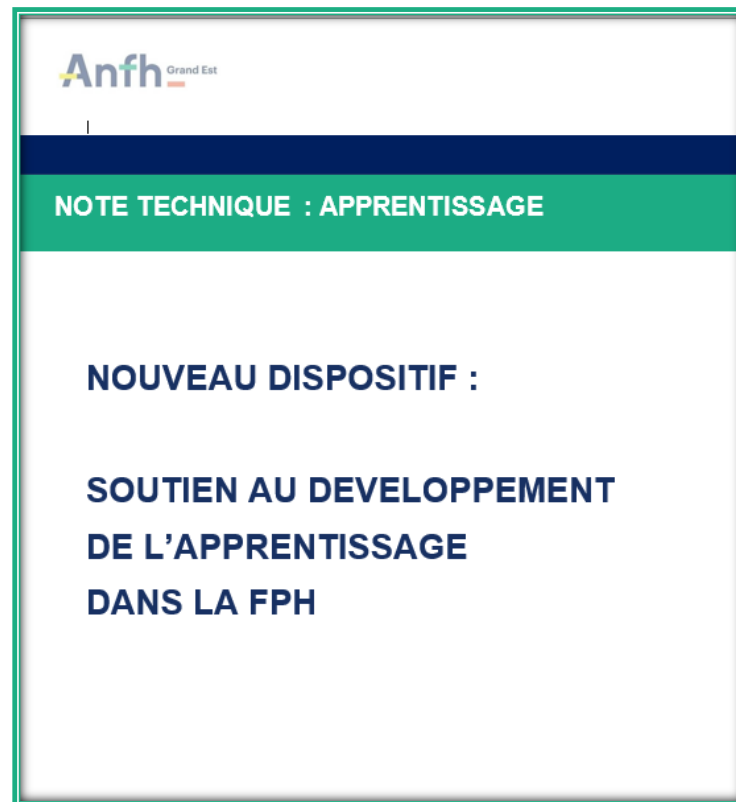 Anfh Grand Est
NOTE TECHNIQUE : APPRENTISSAGE
NOUVEAU DISPOSITIF :
SOUTIEN AU DEVELOPPEMENT
DE L’APPRENTISSAGE
DANS LA FPH